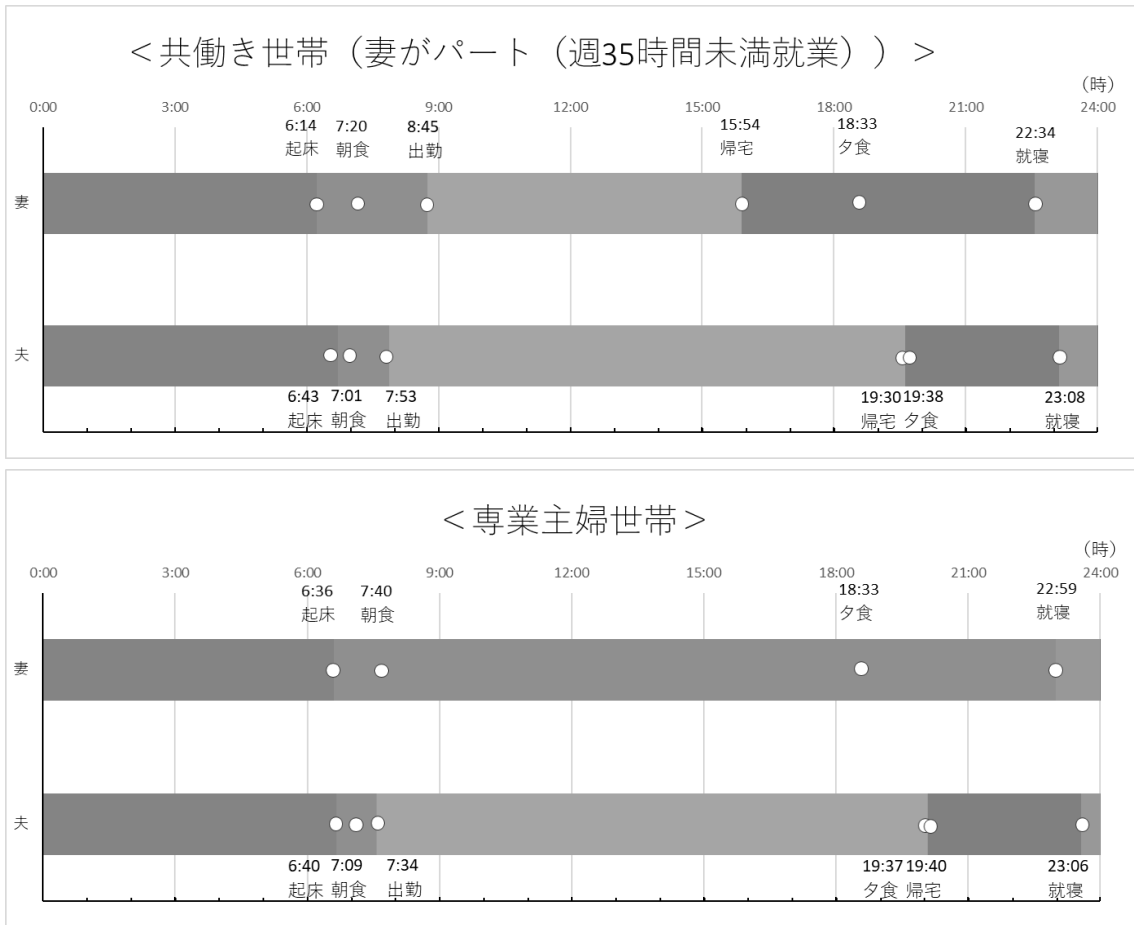 ＜共働き世帯（妻がパート（週35時間未満就業））＞
（時）
0:00 3:00 6:00 9:00 12:00 15:00 18:00 21:00 24:00
6:14 7:20 8:45 15:54 18:33 22:34
起床 朝食 出勤 帰宅 夕食 就寝
妻
夫
6:43 7:01 7:53 19:30 19:38 23:08
起床 朝食 出勤 帰宅 夕食 就寝
＜専業主婦世帯＞
（時）
0:00 3:00 6:00 9:00 12:00 15:00 18:00 21:00 24:00
6:36 7:40 18:33 22:59
起床 朝食 夕食 就寝
妻
夫
6:40 7:09 7:34 19:37 19:40 23:06
起床 朝食 出勤 夕食 帰宅 就寝